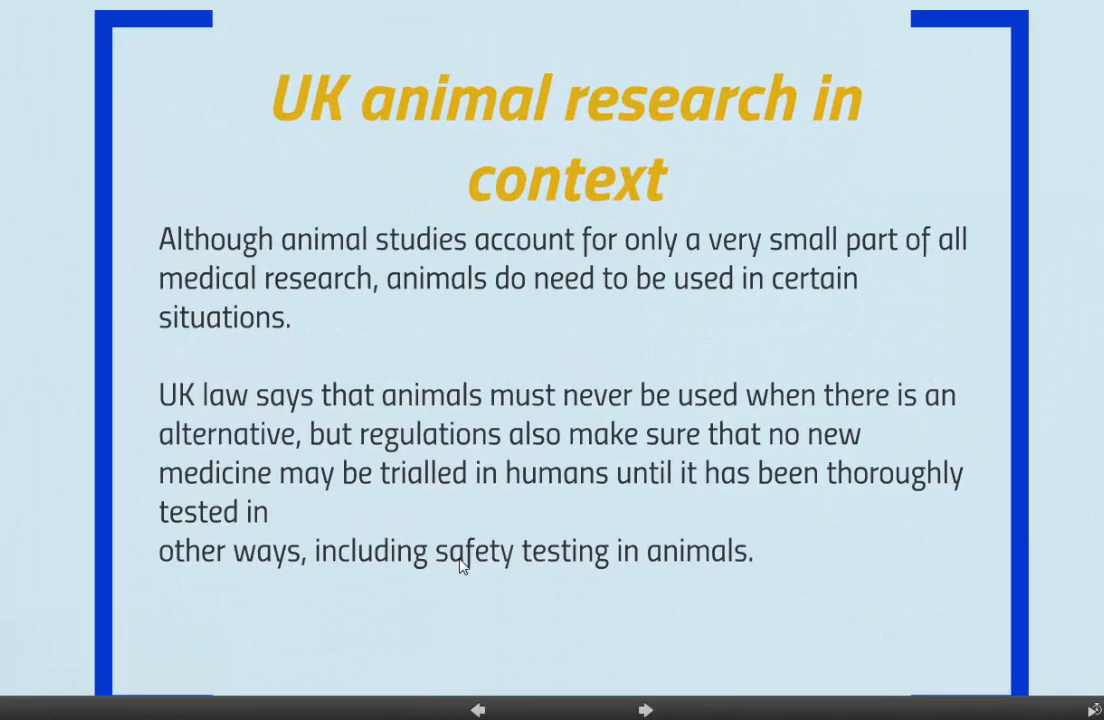 UK animal research in
context
Although animal studies account for only a very small part of all
medical research, animals do need to be used in certain
situations.
UK law says that animals must never be used when there is an
alternative, but regulations also make sure that no new
medicine may be trialled in humans until it has been thoroughly
tested in
other ways, including safety testing in animals.